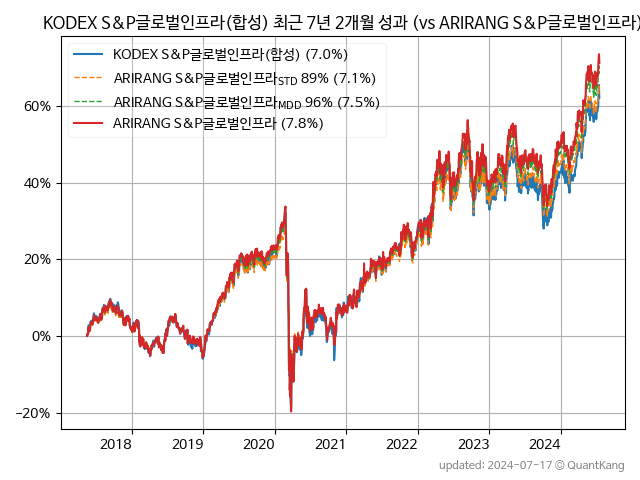 KODEX S&P글로벌인프라(합성) 최근 7년 2개월 성과 (vs ARIRANG S&P글로벌인프라)
KODEX S&P글로벌인프라(합성) (7.0%)
ARIRANG S&P글로벌인프라STD 89% (7.1%)
ARIRANG S&P글로벌인프라MDD 96% (7.5%)
ARIRANG S&P글로벌인프라 (7.8%)
60%
40%
20%
0%
−20%
2018 2019 2020 2021 2022 2023 2024
updated: 2024-07-17 © QuantKang